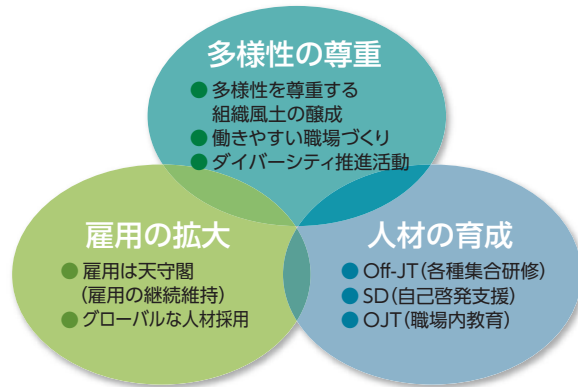 多様性の尊重
● 多様性を尊重する
組織風土の醸成
● 働きやすい職場づくり
● ダイバーシティ推進活動
雇用の拡大
● 雇用は天守閣
(雇用の継続維持)
● グローバルな人材採用
人材の育成
● Off-JT(各種集合研修)
● SD(自己啓発支援)
● OJT(職場内教育)